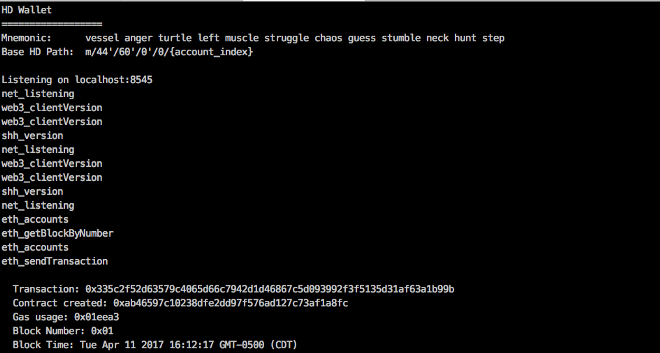 HD Wallet
==================
Mnemonic:      vessel anger turtle left muscle struggle chaos guess stumble neck hunt step
Base HD Path:  m/44'/60'/0'/0/{account_index}
Listening on localhost:8545
net_listening
web3_clientVersion
web3_clientVersion
shh_version
net_listening
web3_clientVersion
web3_clientVersion
shh_version
net_listening
eth_accounts
eth_getBlockByNumber
eth_accounts
eth_sendTransaction
Transaction: 0x335c2f52d63579c4065d66c7942d1d46867c5d093992f3f5135d31af63a1b99b
Contract created: 0xab46597c10238dfe2dd97f576ad127c73af1a8fc
Gas usage: 0x01eea3
Block Number: 0x01
Block Time: Tue Apr 11 2017 16:12:17 GMT-0500 (CDT)